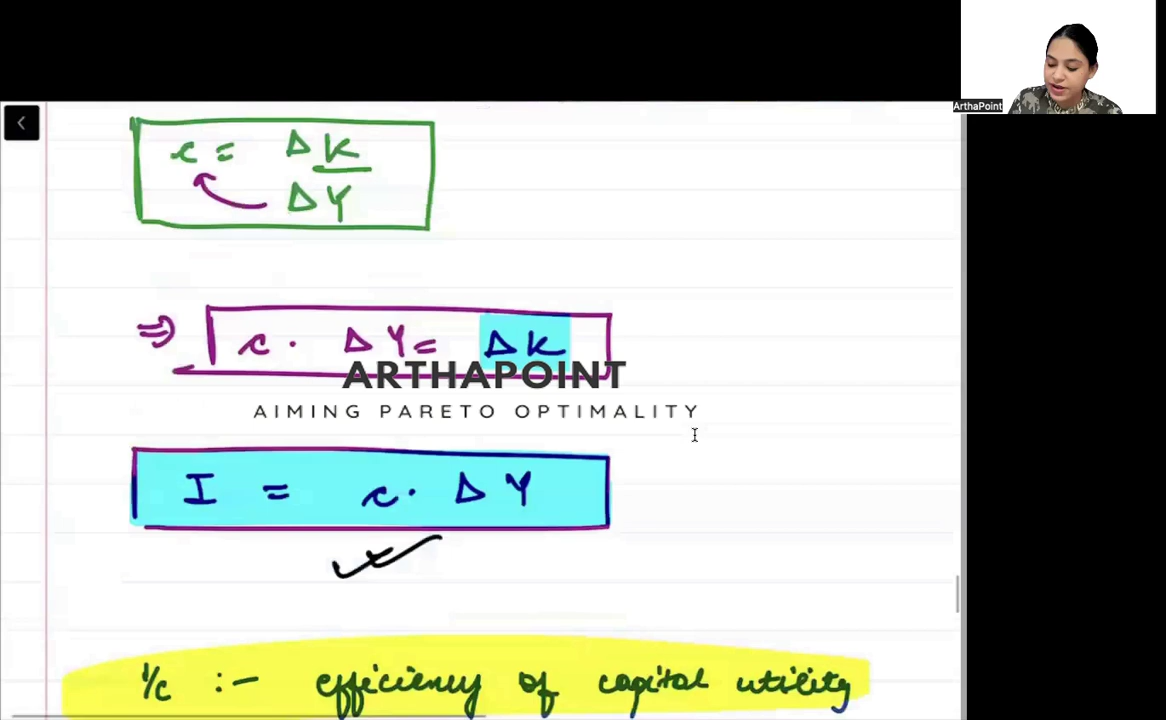 ArthaPoint
c = ΔK
ΔY
⇒ c · ΔY = ΔK
ARTHAPOINT
AIMING PARETO OPTIMALITY
I = c · ΔY
1/c :- efficiency of capital utility